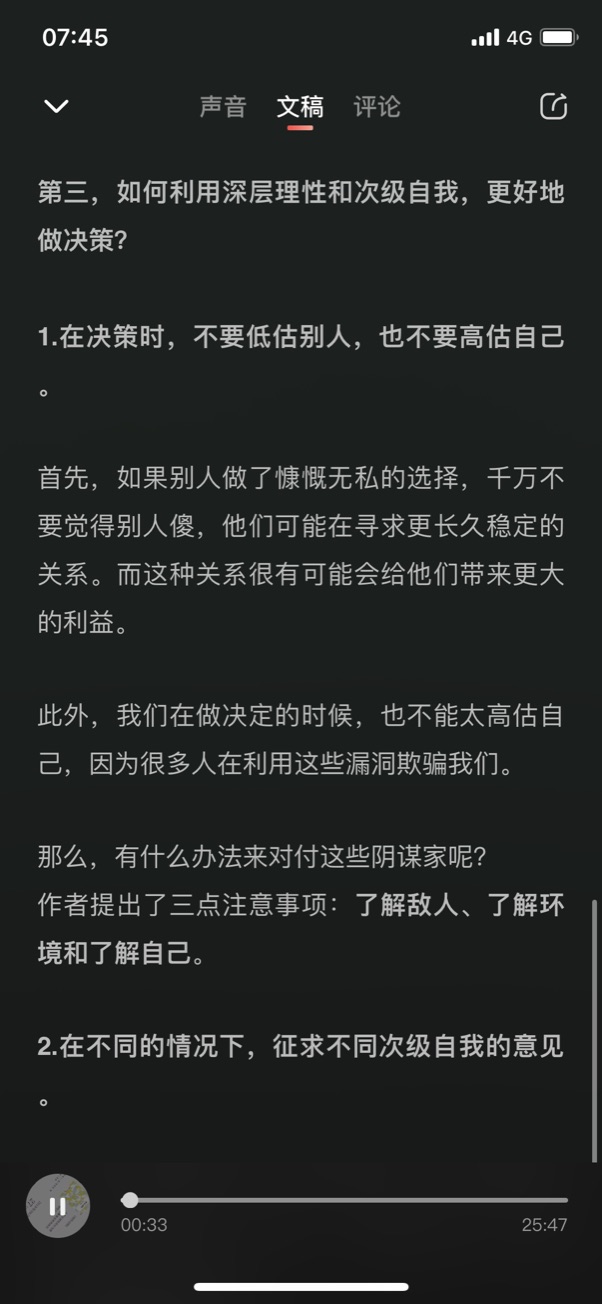 07:45
4G
声音 文稿 评论
第三，如何利用深层理性和次级自我，更好地
做决策？
1.在决策时，不要低估别人，也不要高估自己
。
首先，如果别人做了慷慨无私的选择，千万不
要觉得别人傻，他们可能在寻求更长久稳定的
关系。而这种关系很有可能会给他们带来更大
的利益。
此外，我们在做决定的时候，也不能太高估自
己，因为很多人在利用这些漏洞欺骗我们。
那么，有什么办法来对付这些阴谋家呢？
作者提出了三点注意事项：了解敌人、了解环
境和了解自己。
2.在不同的情况下，征求不同次级自我的意见
。
00:33
25:47